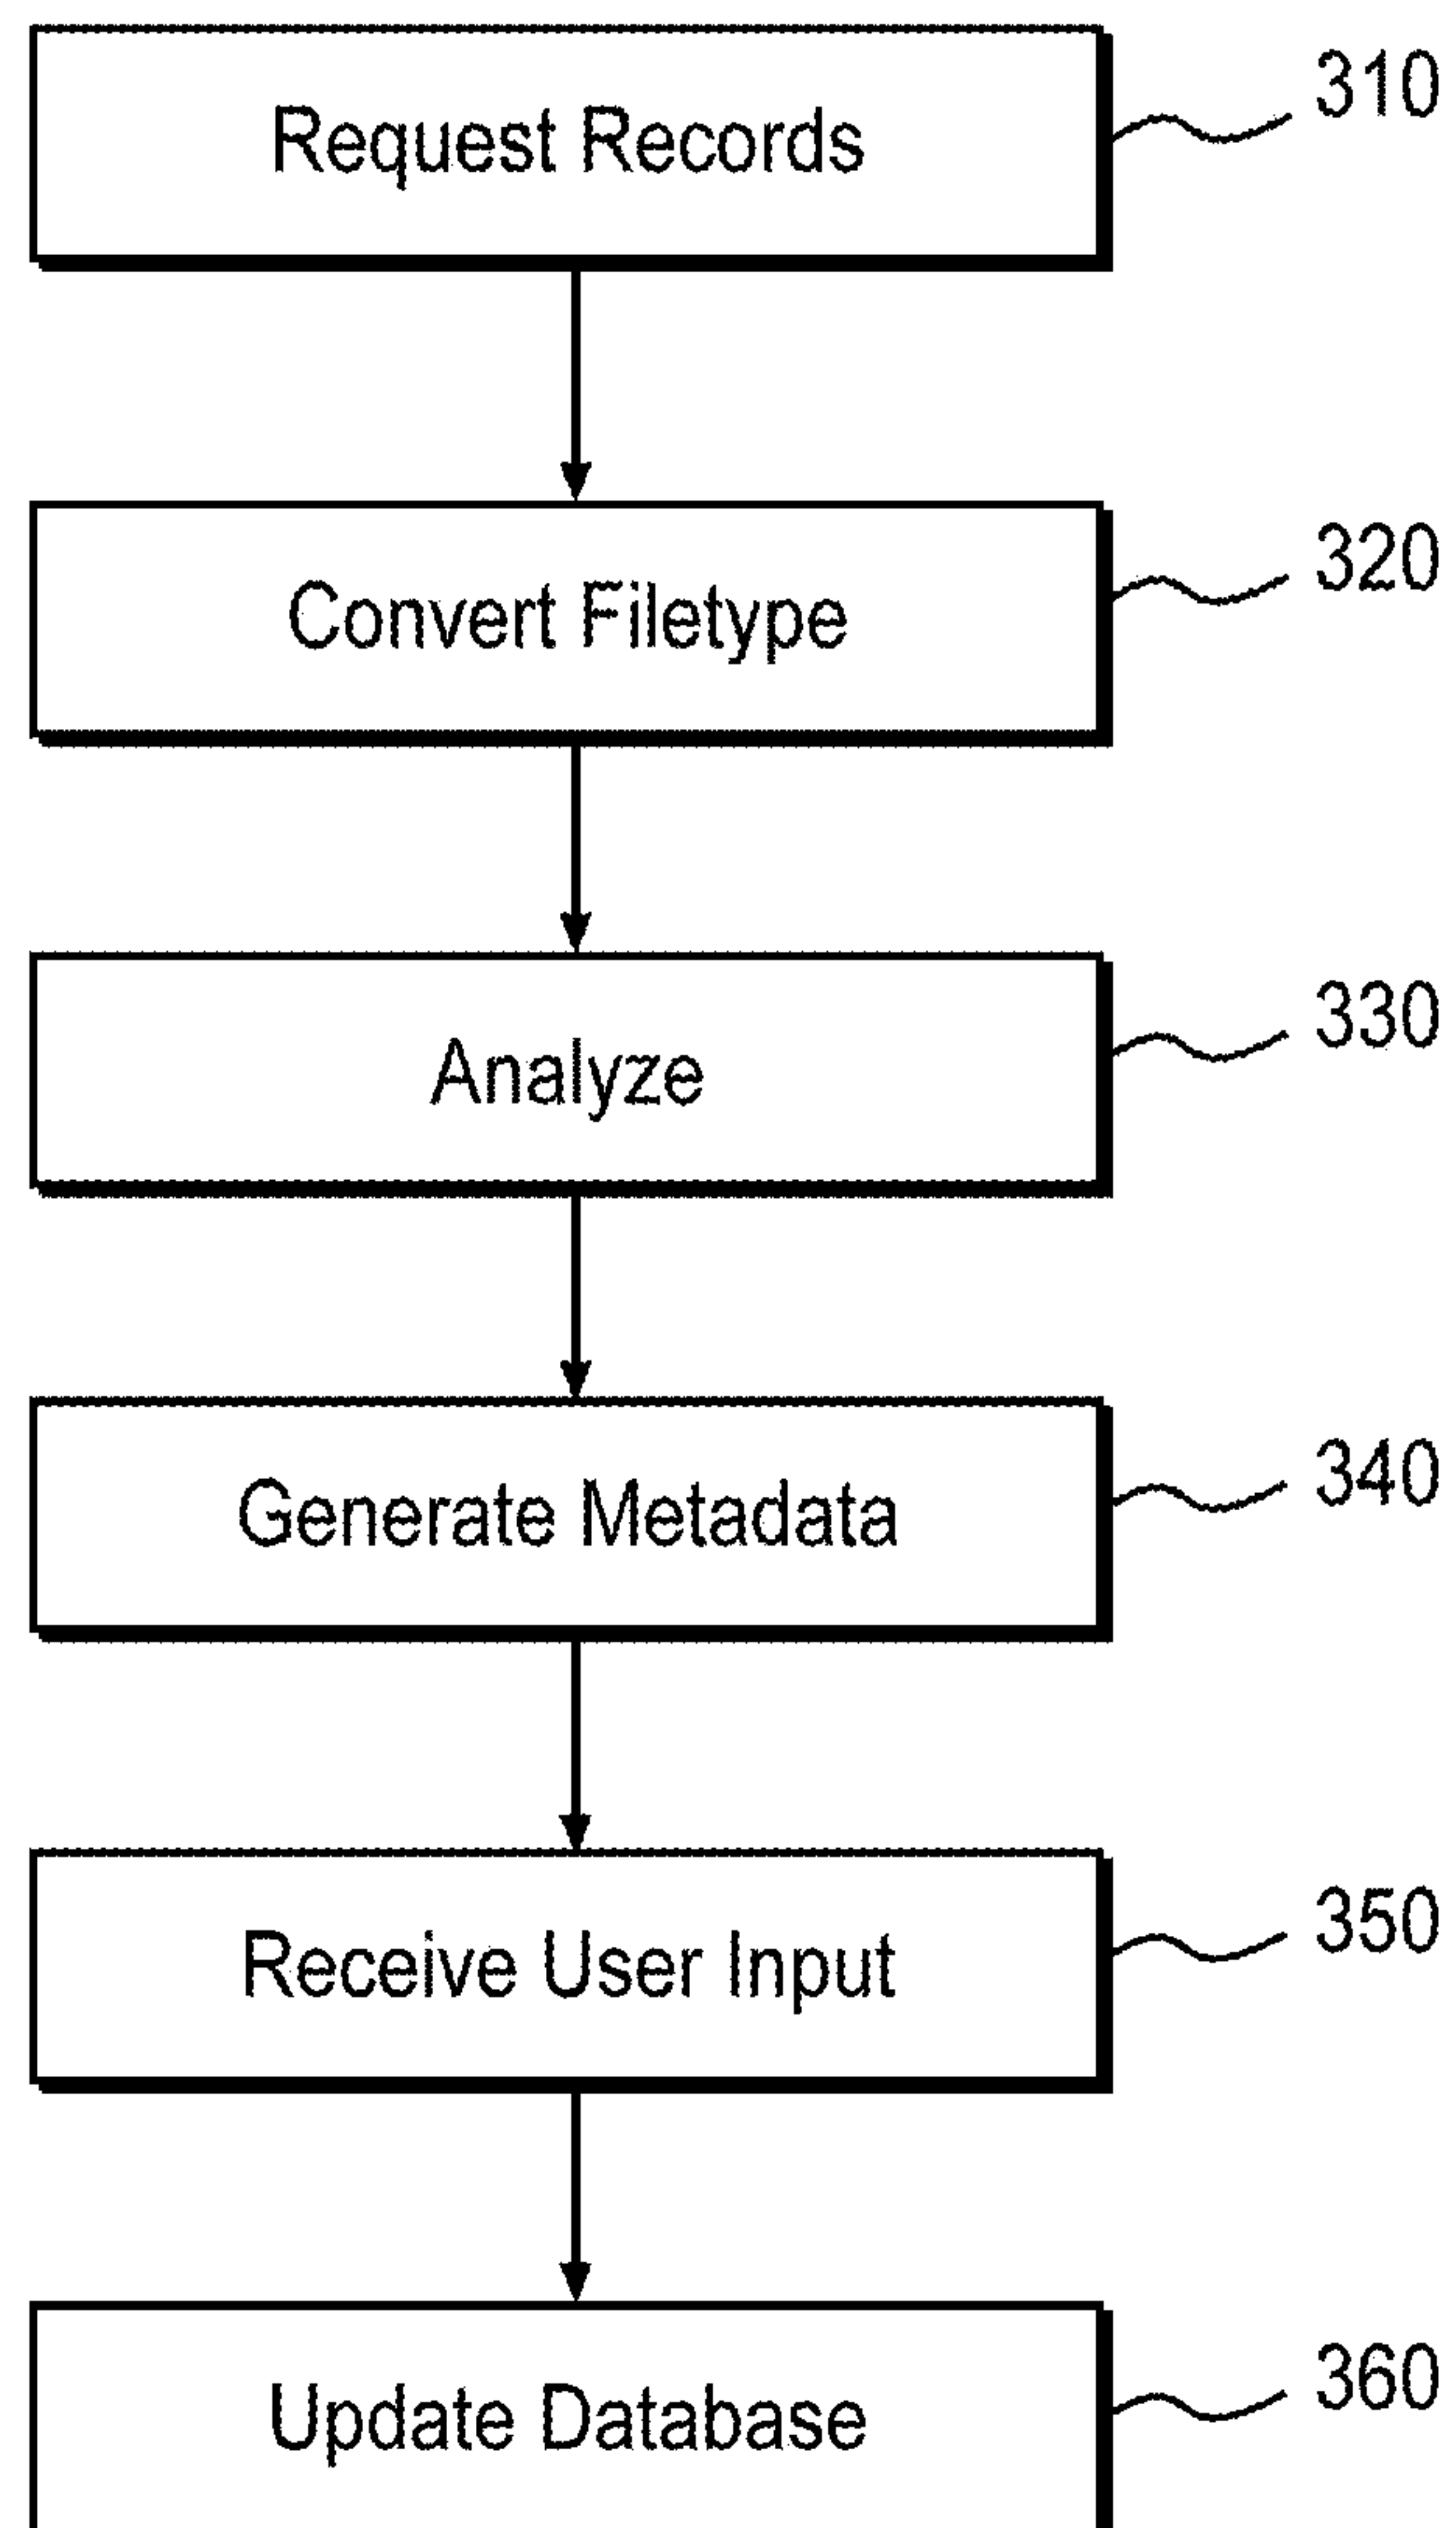 Request Records
310
Convert Filetype
320
Analyze
330
Generate Metadata
340
Receive User Input
350
Update Database
360